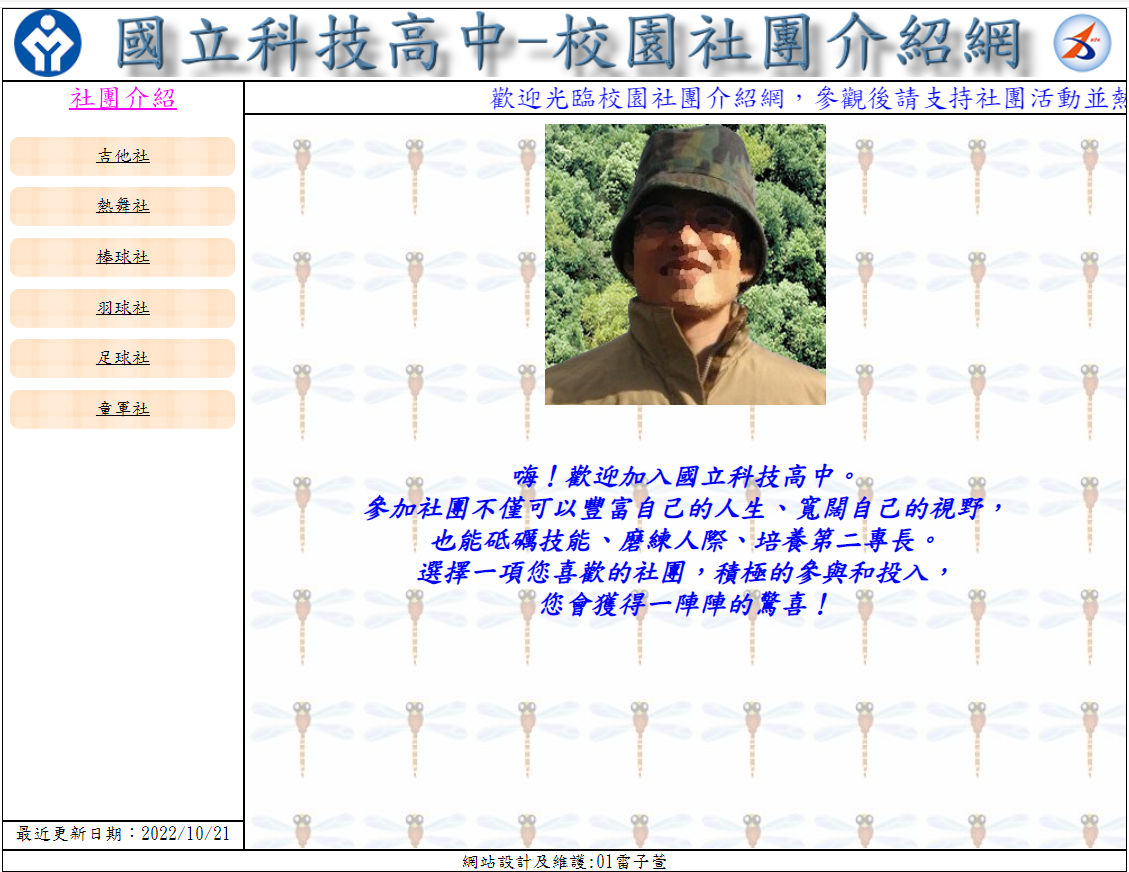 國立科技高中-校園社團介紹網
社團介紹
歡迎光臨校園社團介紹網，參觀後請支持社團活動並熱
吉他社
熱舞社
棒球社
羽球社
足球社
童軍社
嗨！歡迎加入國立科技高中。
參加社團不僅可以豐富自己的人生、寬闊自己的視野，
也能砥礪技能、磨練人際、培養第二專長。
選擇一項您喜歡的社團，積極的參與和投入，
您會獲得一陣陣的驚喜！
最近更新日期：2022/10/21
網站設計及維護:01雷子萱